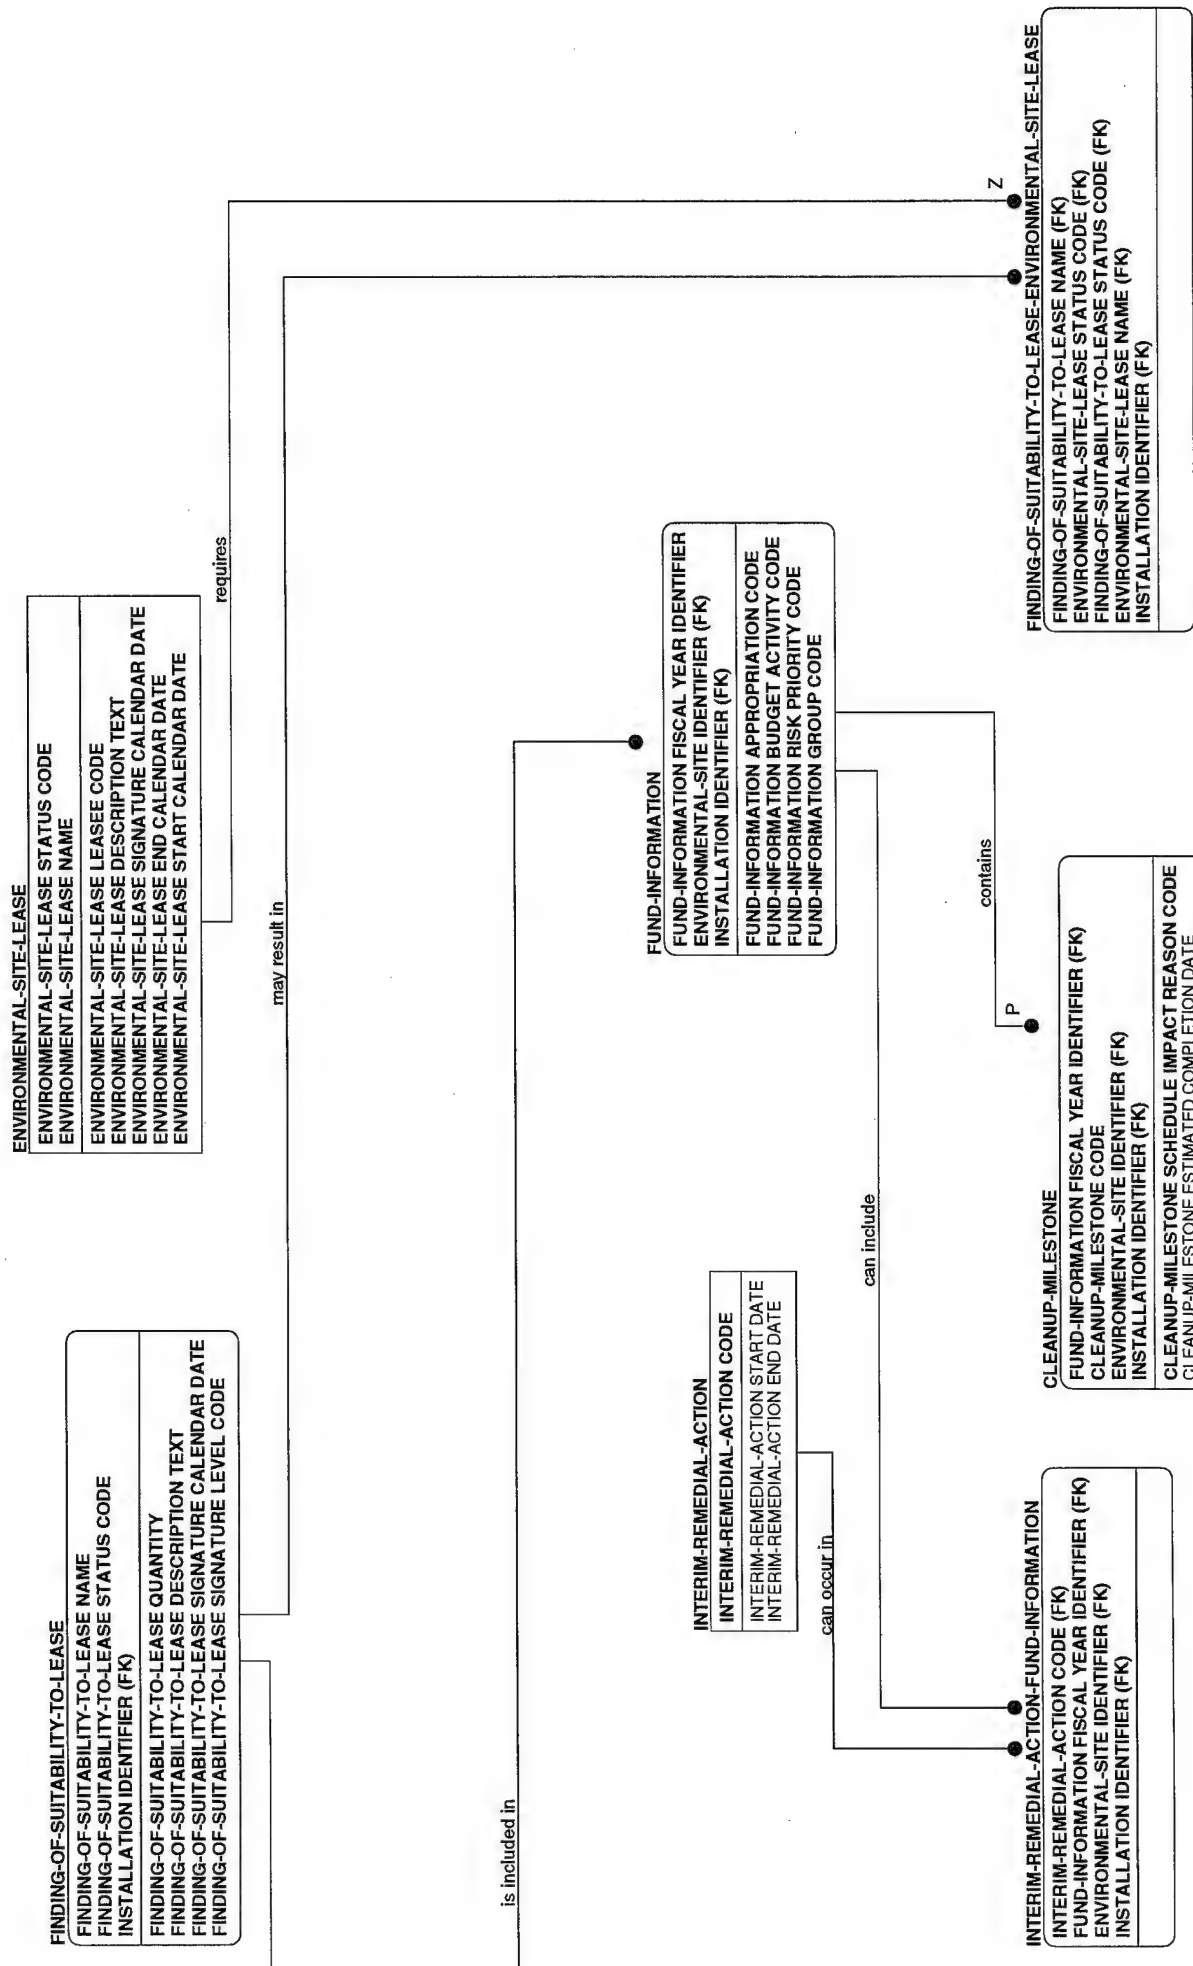 ENVIRONMENTAL-SITE-LEASE
ENVIRONMENTAL-SITE-LEASE STATUS CODE
ENVIRONMENTAL-SITE-LEASE NAME
ENVIRONMENTAL-SITE-LEASE LEASEE CODE
ENVIRONMENTAL-SITE-LEASE DESCRIPTION TEXT
ENVIRONMENTAL-SITE-LEASE SIGNATURE CALENDAR DATE
ENVIRONMENTAL-SITE-LEASE END CALENDAR DATE
ENVIRONMENTAL-SITE-LEASE START CALENDAR DATE
requires
FINDING-OF-SUITABILITY-TO-LEASE
FINDING-OF-SUITABILITY-TO-LEASE NAME
FINDING-OF-SUITABILITY-TO-LEASE STATUS CODE
INSTALLATION IDENTIFIER (FK)
FINDING-OF-SUITABILITY-TO-LEASE QUANTITY
FINDING-OF-SUITABILITY-TO-LEASE DESCRIPTION TEXT
FINDING-OF-SUITABILITY-TO-LEASE SIGNATURE CALENDAR DATE
FINDING-OF-SUITABILITY-TO-LEASE SIGNATURE LEVEL CODE
may result in
is included in
FUND-INFORMATION
FUND-INFORMATION FISCAL YEAR IDENTIFIER
ENVIRONMENTAL-SITE IDENTIFIER (FK)
INSTALLATION IDENTIFIER (FK)
FUND-INFORMATION APPROPRIATION CODE
FUND-INFORMATION BUDGET ACTIVITY CODE
FUND-INFORMATION RISK PRIORITY CODE
FUND-INFORMATION GROUP CODE
INTERIM-REMEDIAL-ACTION
INTERIM-REMEDIAL-ACTION CODE
INTERIM-REMEDIAL-ACTION START DATE
INTERIM-REMEDIAL-ACTION END DATE
can occur in
can include
contains
P
Z
INTERIM-REMEDIAL-ACTION-FUND-INFORMATION
INTERIM-REMEDIAL-ACTION CODE (FK)
FUND-INFORMATION FISCAL YEAR IDENTIFIER (FK)
ENVIRONMENTAL-SITE IDENTIFIER (FK)
INSTALLATION IDENTIFIER (FK)
CLEANUP-MILESTONE
FUND-INFORMATION FISCAL YEAR IDENTIFIER (FK)
CLEANUP-MILESTONE CODE
ENVIRONMENTAL-SITE IDENTIFIER (FK)
INSTALLATION IDENTIFIER (FK)
CLEANUP-MILESTONE SCHEDULE IMPACT REASON CODE
CLEANUP-MILESTONE ESTIMATED COMPLETION DATE
FINDING-OF-SUITABILITY-TO-LEASE-ENVIRONMENTAL-SITE-LEASE
FINDING-OF-SUITABILITY-TO-LEASE NAME (FK)
ENVIRONMENTAL-SITE-LEASE STATUS CODE (FK)
FINDING-OF-SUITABILITY-TO-LEASE STATUS CODE (FK)
ENVIRONMENTAL-SITE-LEASE NAME (FK)
INSTALLATION IDENTIFIER (FK)